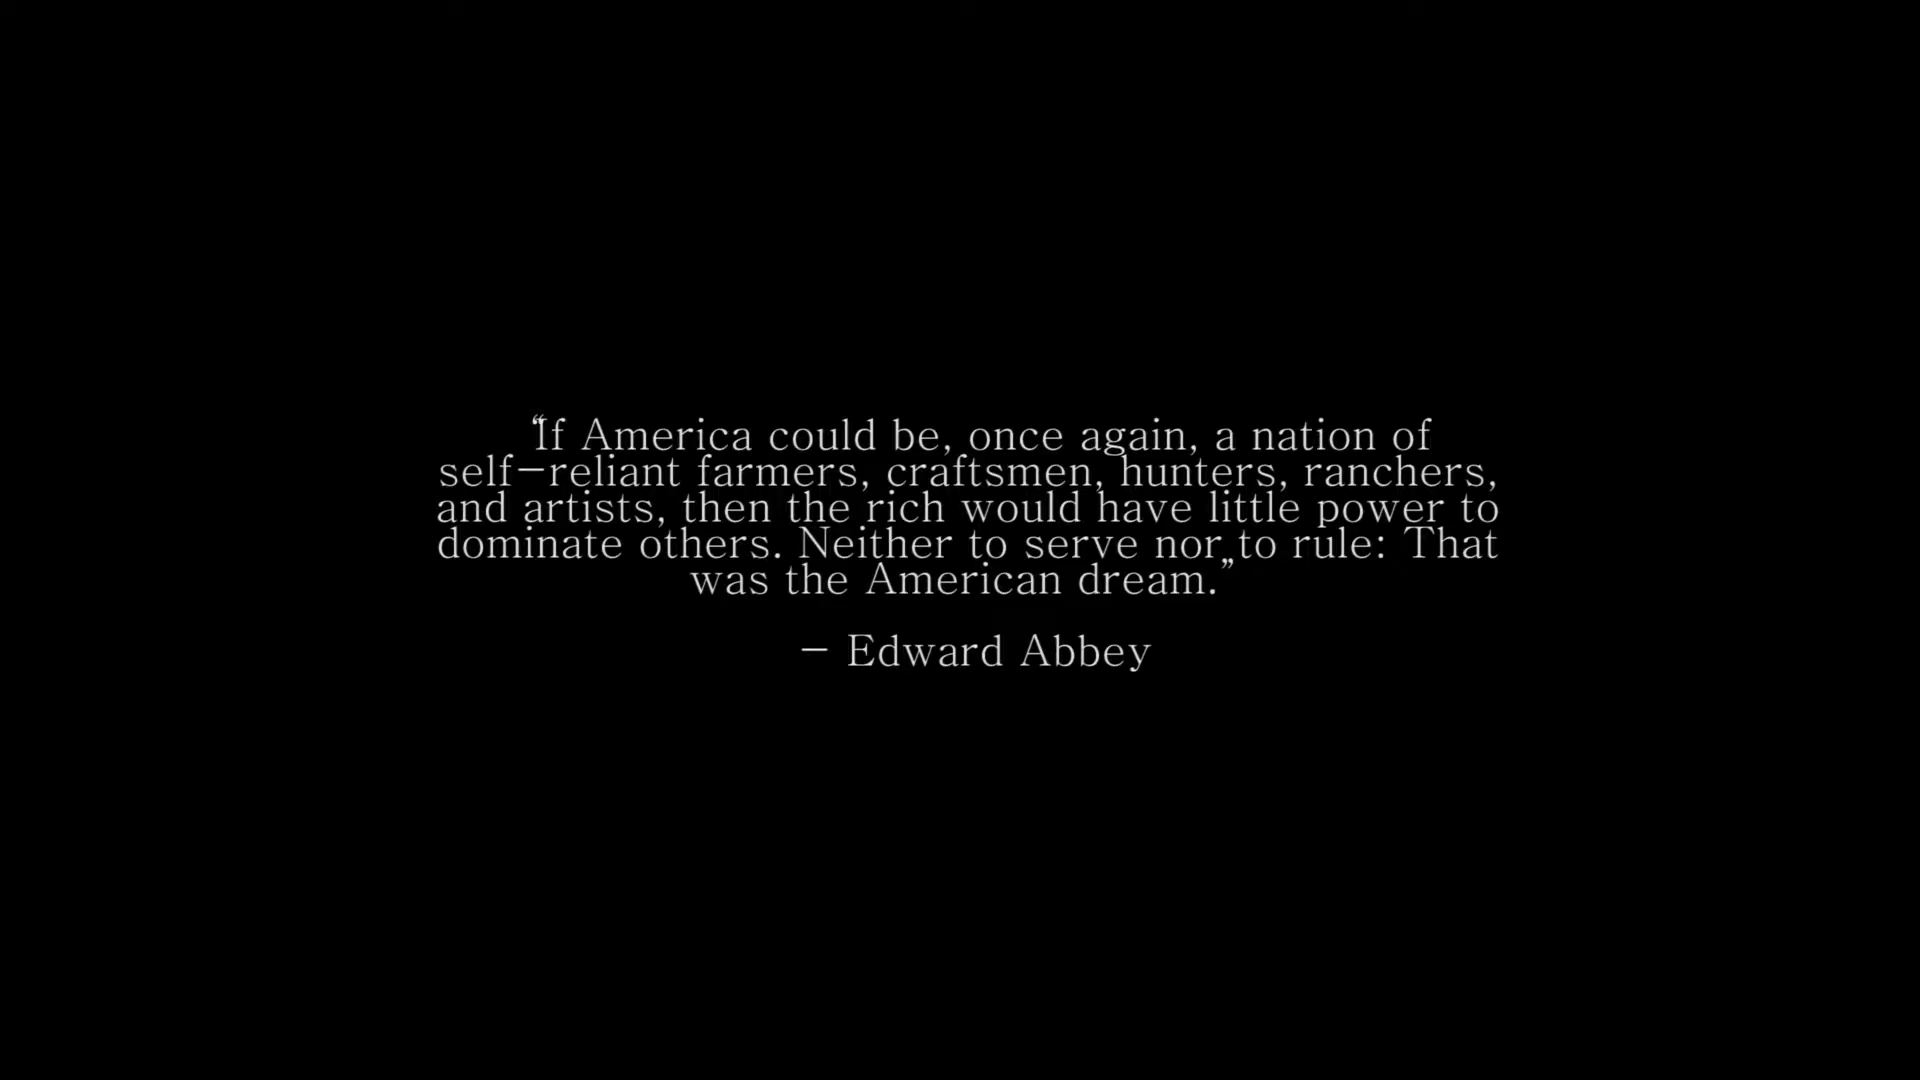 “If America could be, once again, a nation of
self-reliant farmers, craftsmen, hunters, ranchers,
and artists, then the rich would have little power to
dominate others. Neither to serve nor to rule: That
was the American dream.”
– Edward Abbey